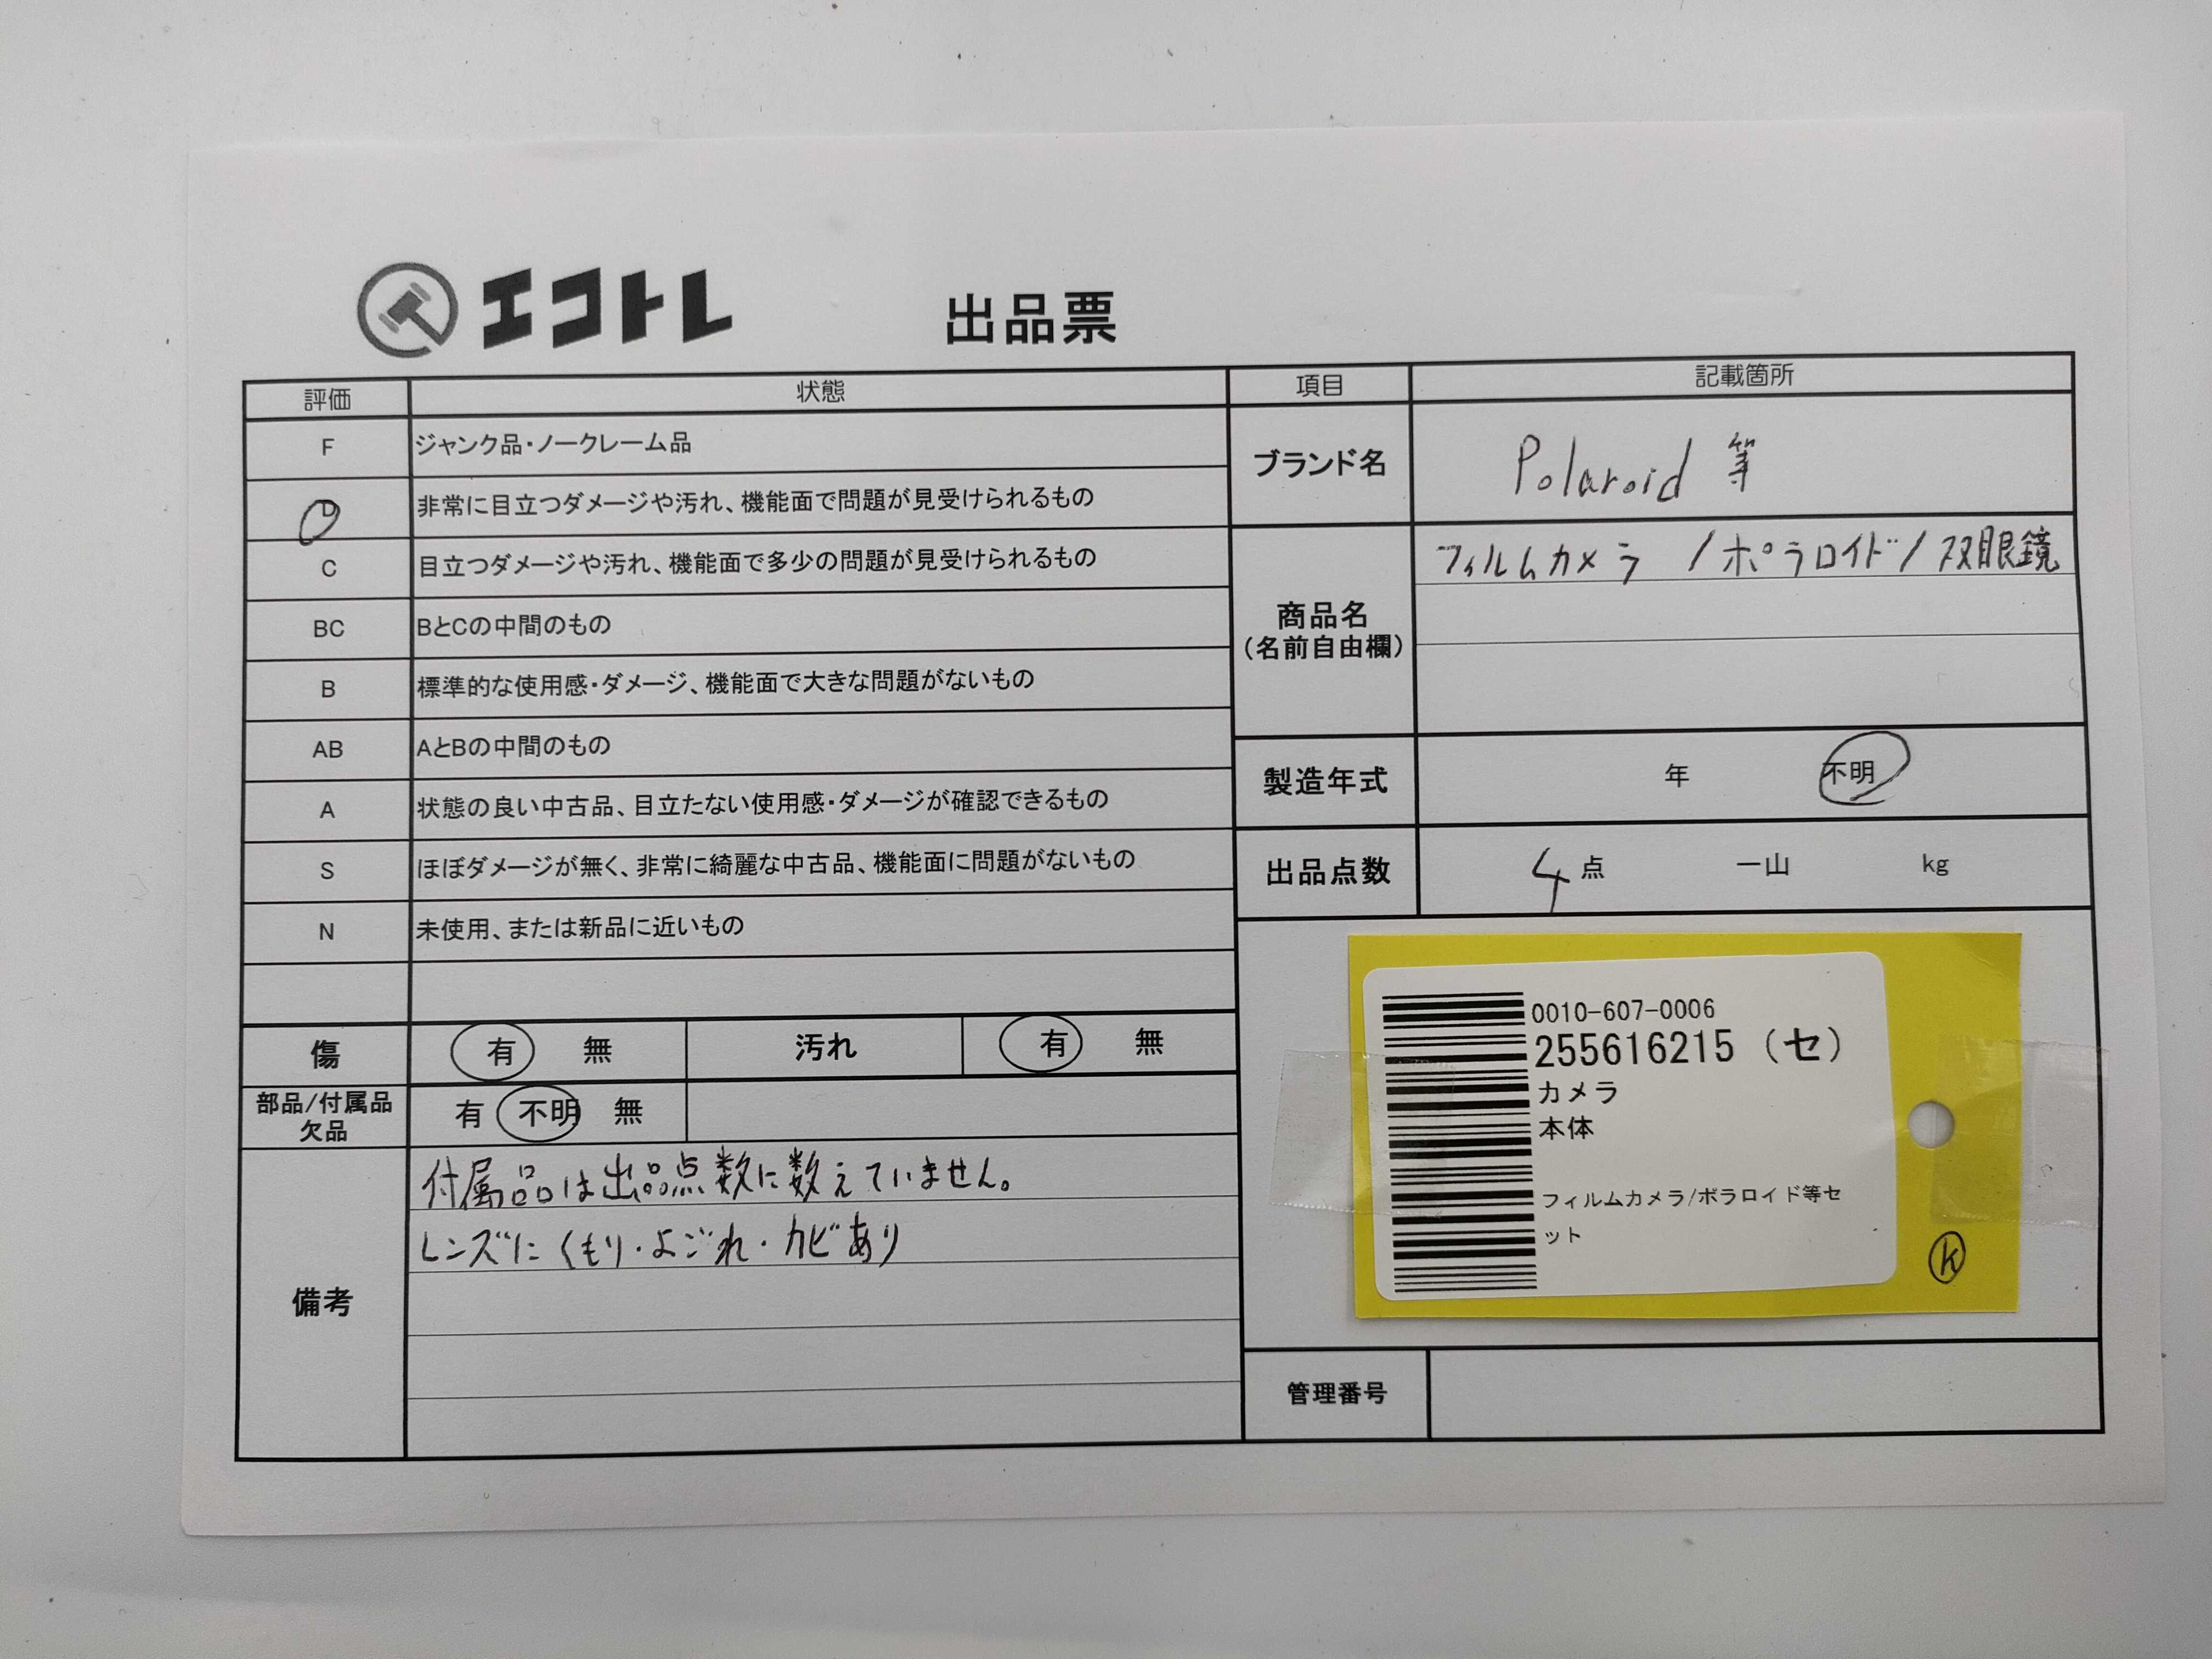 エコトレ 出品票
評価 状態
F ジャンク品・ノークレーム品
D 非常に目立つダメージや汚れ、機能面で問題が見受けられるもの
C 目立つダメージや汚れ、機能面で多少の問題が見受けられるもの
BC BとCの中間のもの
B 標準的な使用感・ダメージ、機能面で大きな問題がないもの
AB AとBの中間のもの
A 状態の良い中古品、目立たない使用感・ダメージが確認できるもの
S ほぼダメージが無く、非常に綺麗な中古品、機能面に問題がないもの
N 未使用、または新品に近いもの
傷 有 無 汚れ 有 無
部品/付属品
欠品
有 不明 無
備考
付属品は出品点数に数えていません。
レンズにくもり・よごれ・カビあり
項目 記載箇所
ブランド名 Polaroid 等
商品名
(名前自由欄)
フィルムカメラ / ポラロイド / 双眼鏡
製造年式 年 不明
出品点数 4 点 一山 kg
0010-607-0006
255616215 (セ)
カメラ
本体
フィルムカメラ/ポラロイド等セ
ット
k
管理番号